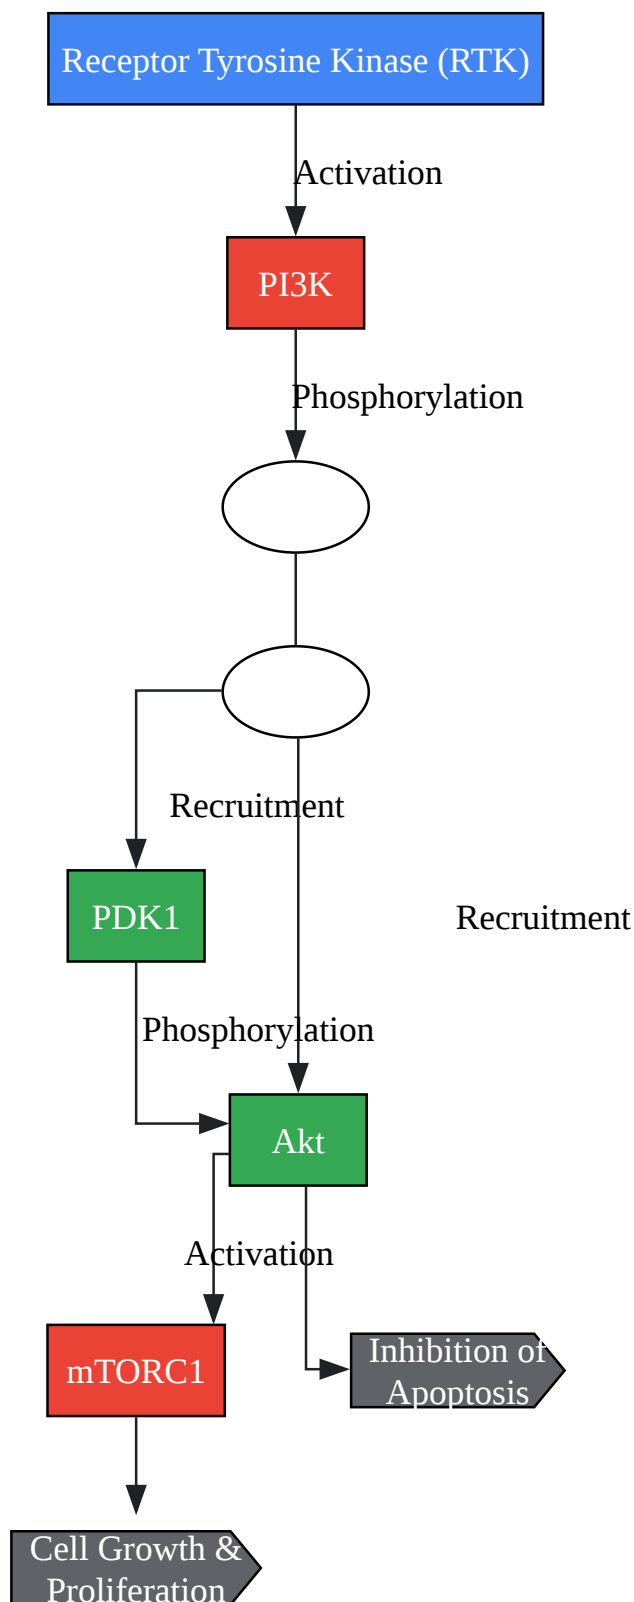 Receptor Tyrosine Kinase (RTK)
Activation
PI3K
Phosphorylation
Recruitment
PDK1
Recruitment
Phosphorylation
Akt
Activation
mTORC1
Inhibition of
Apoptosis
Cell Growth &
Proliferation